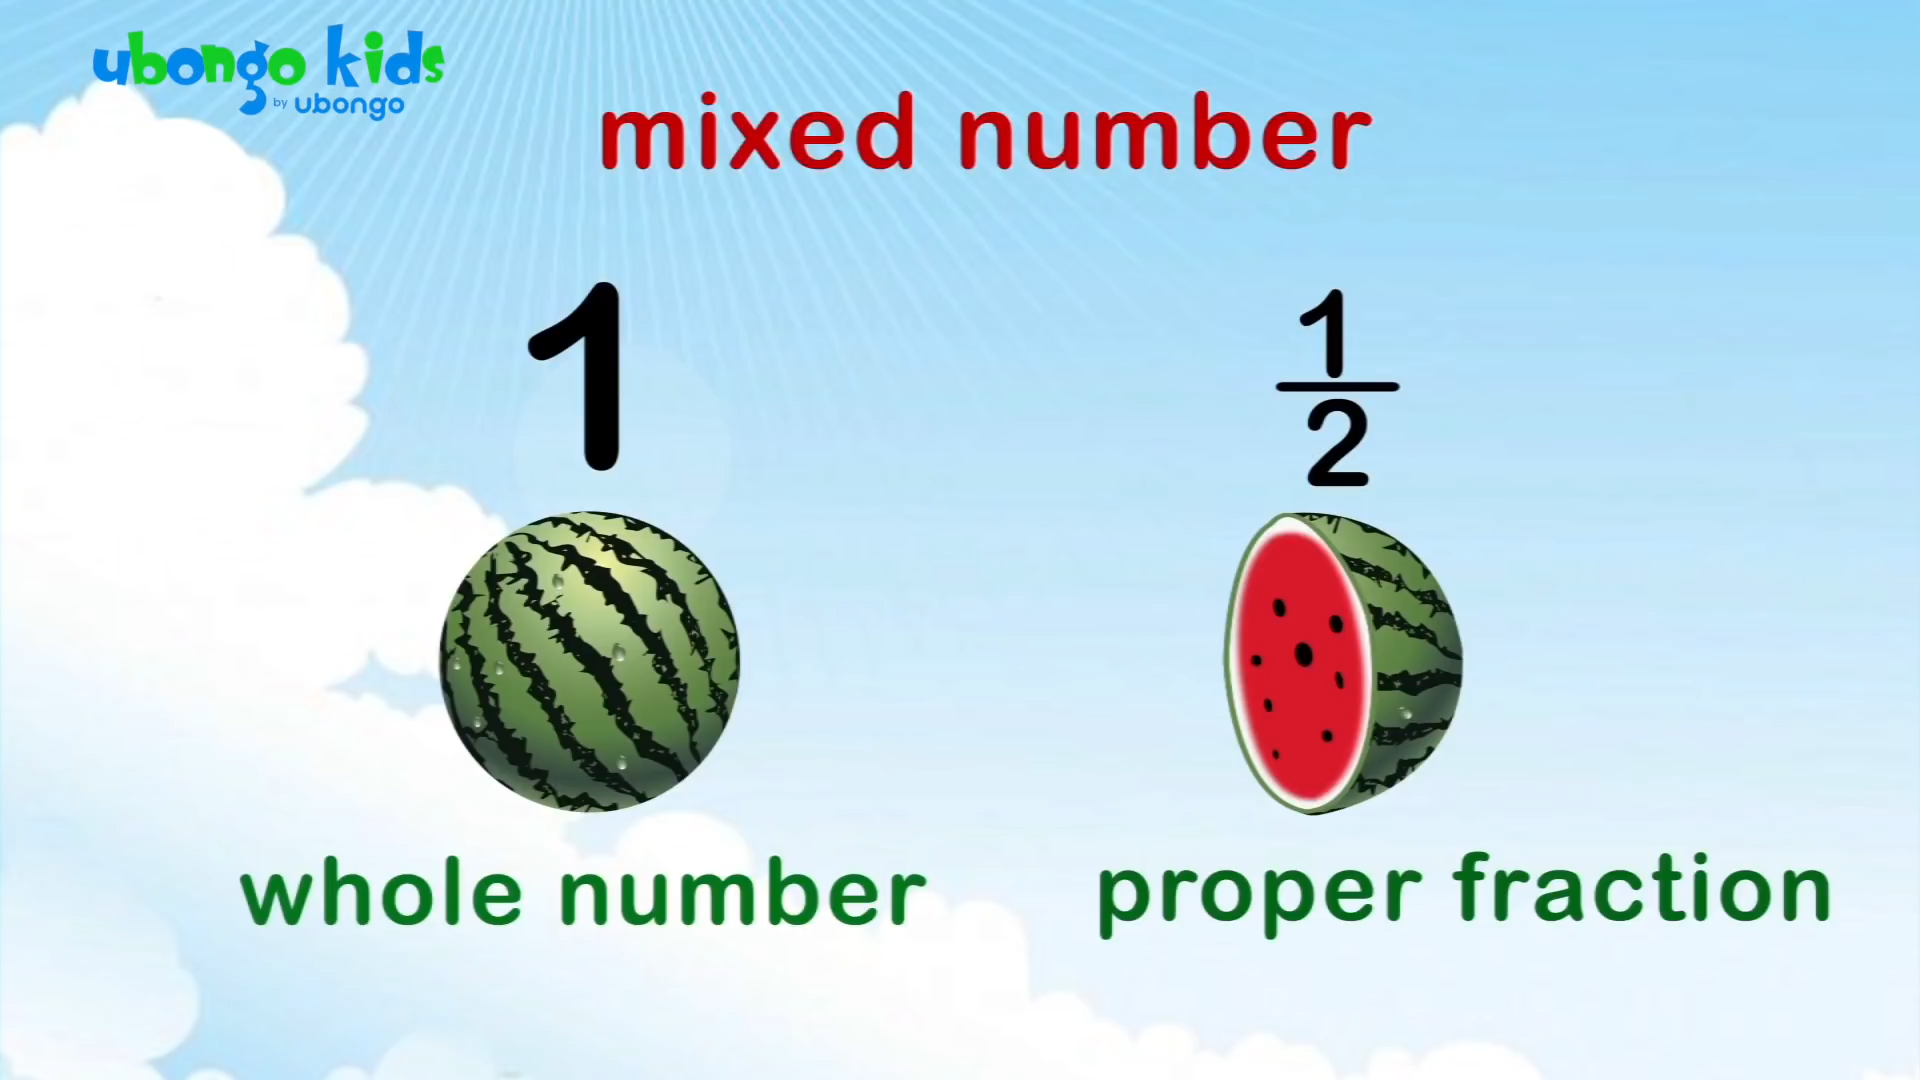 ubongo kids
by ubongo
mixed number
1
1
2
whole number
proper fraction